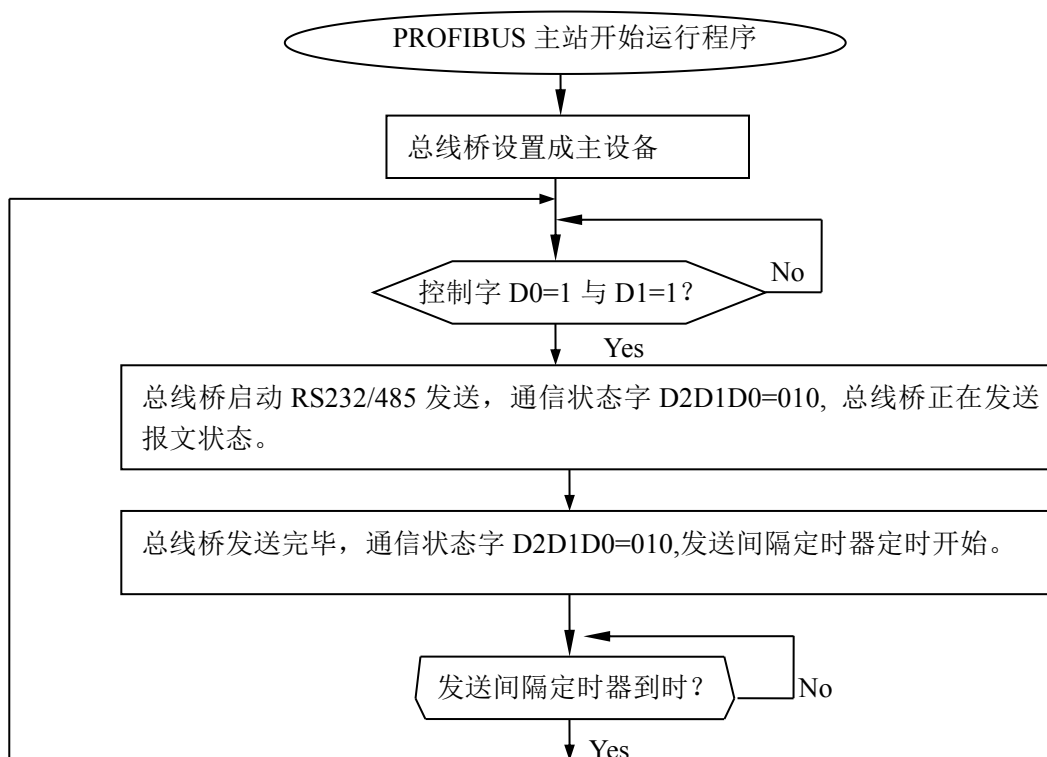 PROFIBUS 主站开始运行程序
总线桥设置成主设备
No
控制字 D0=1 与 D1=1？
Yes
总线桥启动 RS232/485 发送，通信状态字 D2D1D0=010, 总线桥正在发送
报文状态。
总线桥发送完毕，通信状态字 D2D1D0=010,发送间隔定时器定时开始。
发送间隔定时器到时？
No
Yes